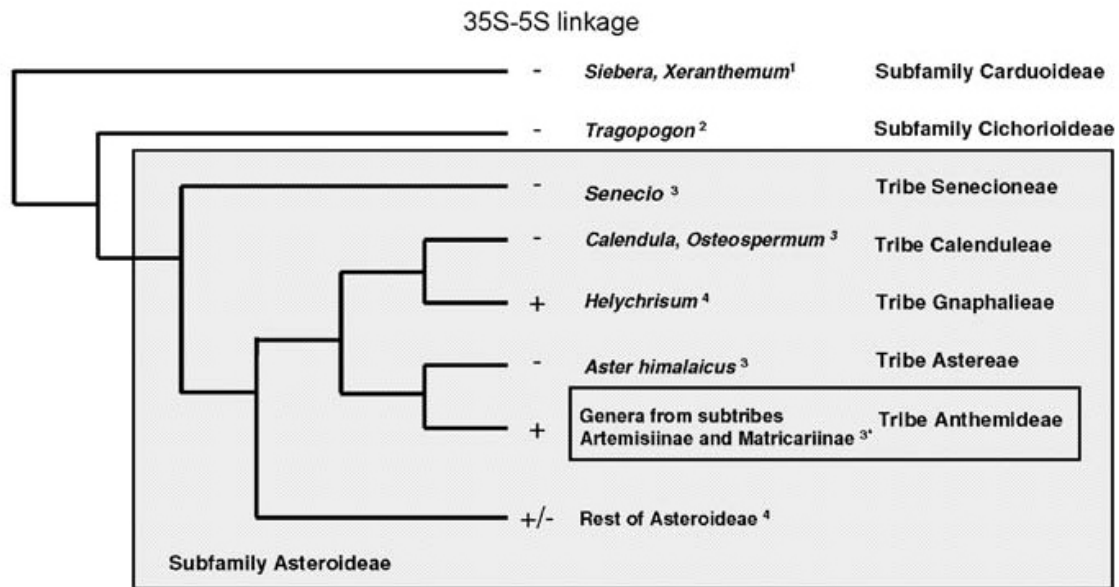 35S-5S linkage
- Siebera, Xeranthemum¹ Subfamily Carduoideae
- Tragopogon ² Subfamily Cichorioideae
- Senecio ³ Tribe Senecioneae
- Calendula, Osteospermum ³ Tribe Calenduleae
+ Helychrisum ⁴ Tribe Gnaphalieae
- Aster himalaicus ³ Tribe Astereae
+ Genera from subtribes Tribe Anthemideae
Artemisiinae and Matricariinae ³*
+/- Rest of Asteroideae ⁴
Subfamily Asteroideae